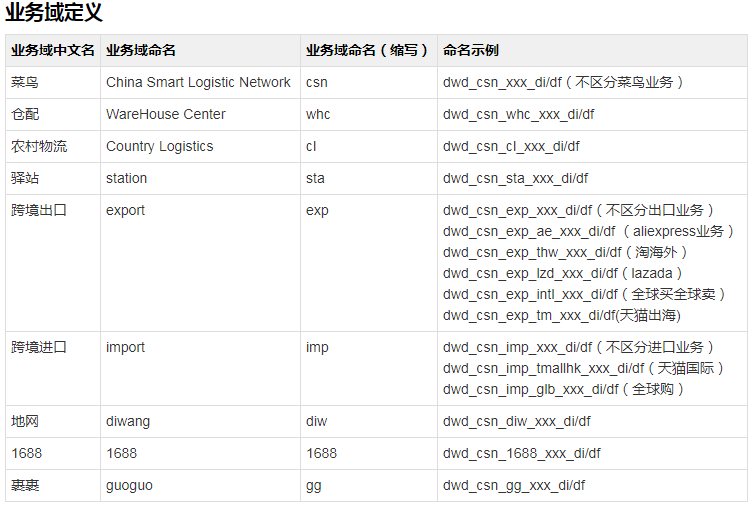 业务域定义
业务域中文名 业务域命名 业务域命名（缩写） 命名示例
菜鸟 China Smart Logistic Network csn dwd_csn_xxx_di/df（不区分菜鸟业务）
仓配 WareHouse Center whc dwd_csn_whc_xxx_di/df
农村物流 Country Logistics cl dwd_csn_cl_xxx_di/df
驿站 station sta dwd_csn_sta_xxx_di/df
跨境出口 export exp dwd_csn_exp_xxx_di/df（不区分出口业务）
dwd_csn_exp_ae_xxx_di/df （aliexpress业务）
dwd_csn_exp_thw_xxx_di/df（淘海外）
dwd_csn_exp_lzd_xxx_di/df（lazada）
dwd_csn_exp_intl_xxx_di/df（全球买全球卖）
dwd_csn_exp_tm_xxx_di/df(天猫出海)
跨境进口 import imp dwd_csn_imp_xxx_di/df（不区分进口业务）
dwd_csn_imp_tmallhk_xxx_di/df（天猫国际）
dwd_csn_imp_glb_xxx_di/df（全球购）
地网 diwang diw dwd_csn_diw_xxx_di/df
1688 1688 1688 dwd_csn_1688_xxx_di/df
裹裹 guoguo gg dwd_csn_gg_xxx_di/df